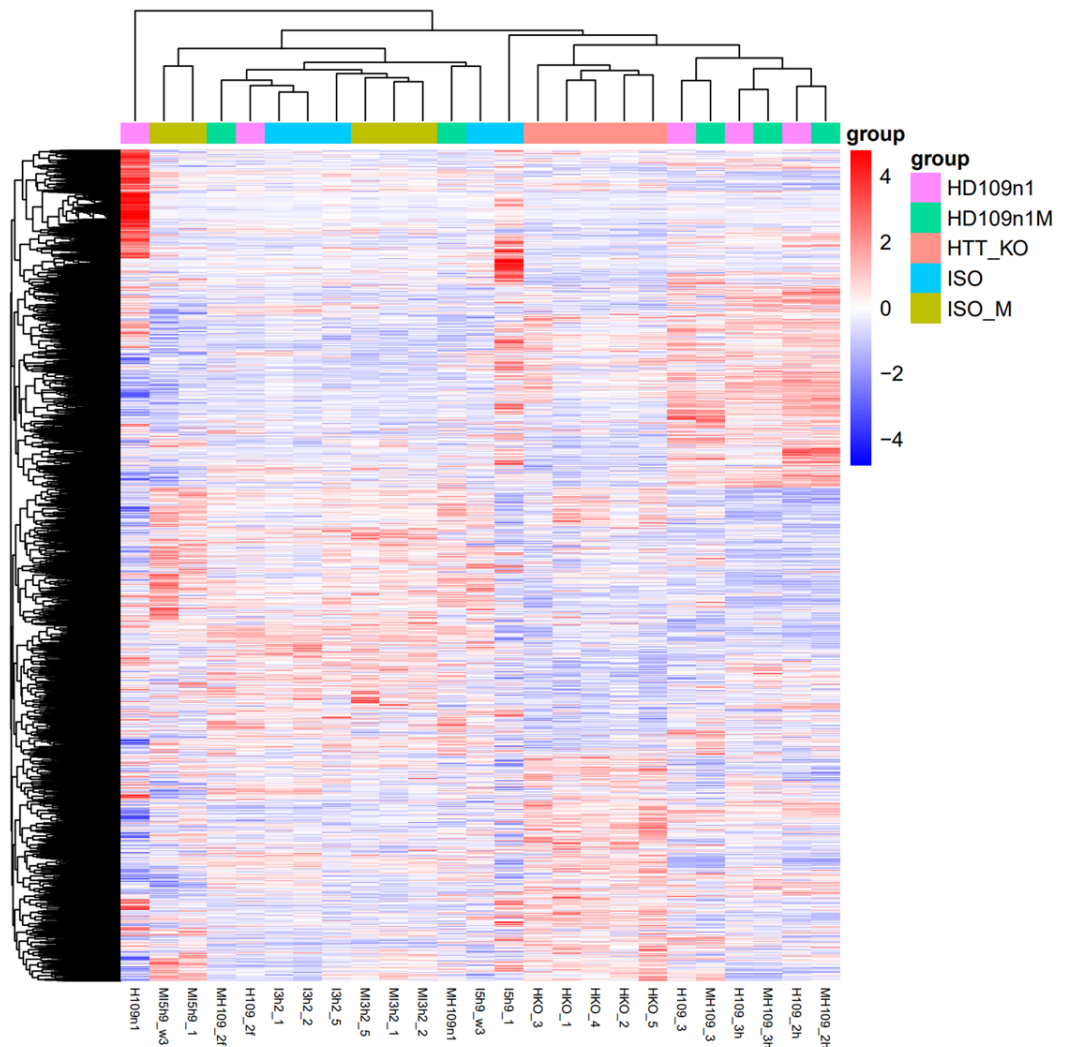 group
group
HD109n1
HD109n1M
HTT_KO
ISO
ISO_M
4
2
0
−2
−4
H109n1
MI5h9_w3
MI5h9_1
MH109_2f
H109_2f
I3h2_1
I3h2_2
I3h2_5
MI3h2_5
MI3h2_1
MI3h2_2
MH109n1
I5h9_w3
I5h9_1
HKO_3
HKO_1
HKO_4
HKO_2
HKO_5
H109_3
MH109_3
H109_3h
MH109_3h
H109_2h
MH109_2h